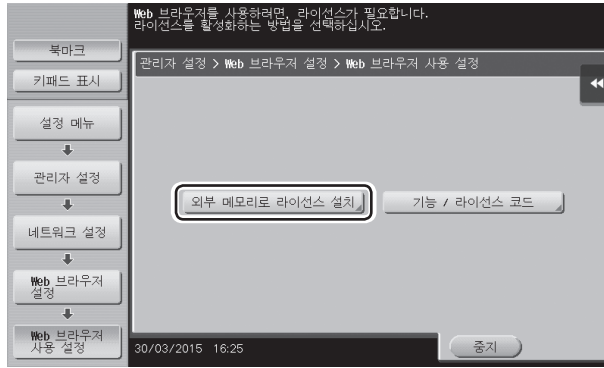 Web 브라우저를 사용하려면, 라이선스가 필요합니다.
라이선스를 활성화하는 방법을 선택하십시오.
북마크
키패드 표시
설정 메뉴
관리자 설정
네트워크 설정
Web 브라우저
설정
Web 브라우저
사용 설정
관리자 설정 > Web 브라우저 설정 > Web 브라우저 사용 설정
외부 메모리로 라이선스 설치
기능 / 라이선스 코드
30/03/2015 16:25
중지